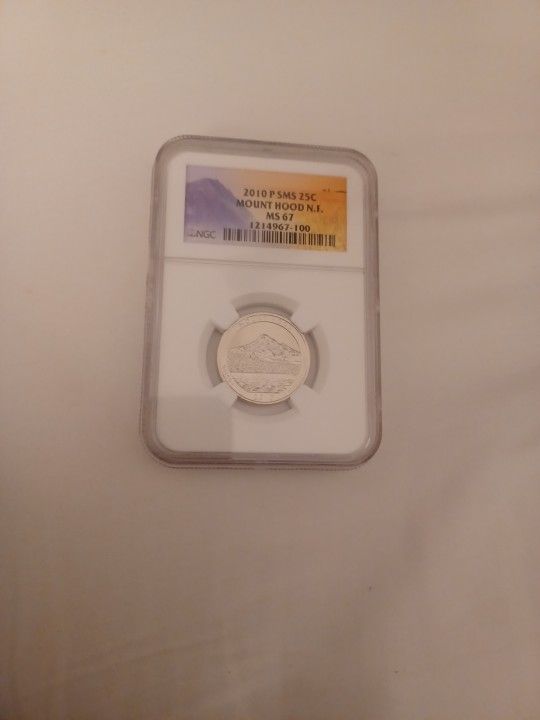 2010 P SMS 25C
MOUNT HOOD N.F.
MS 67
NGC 1214967-100